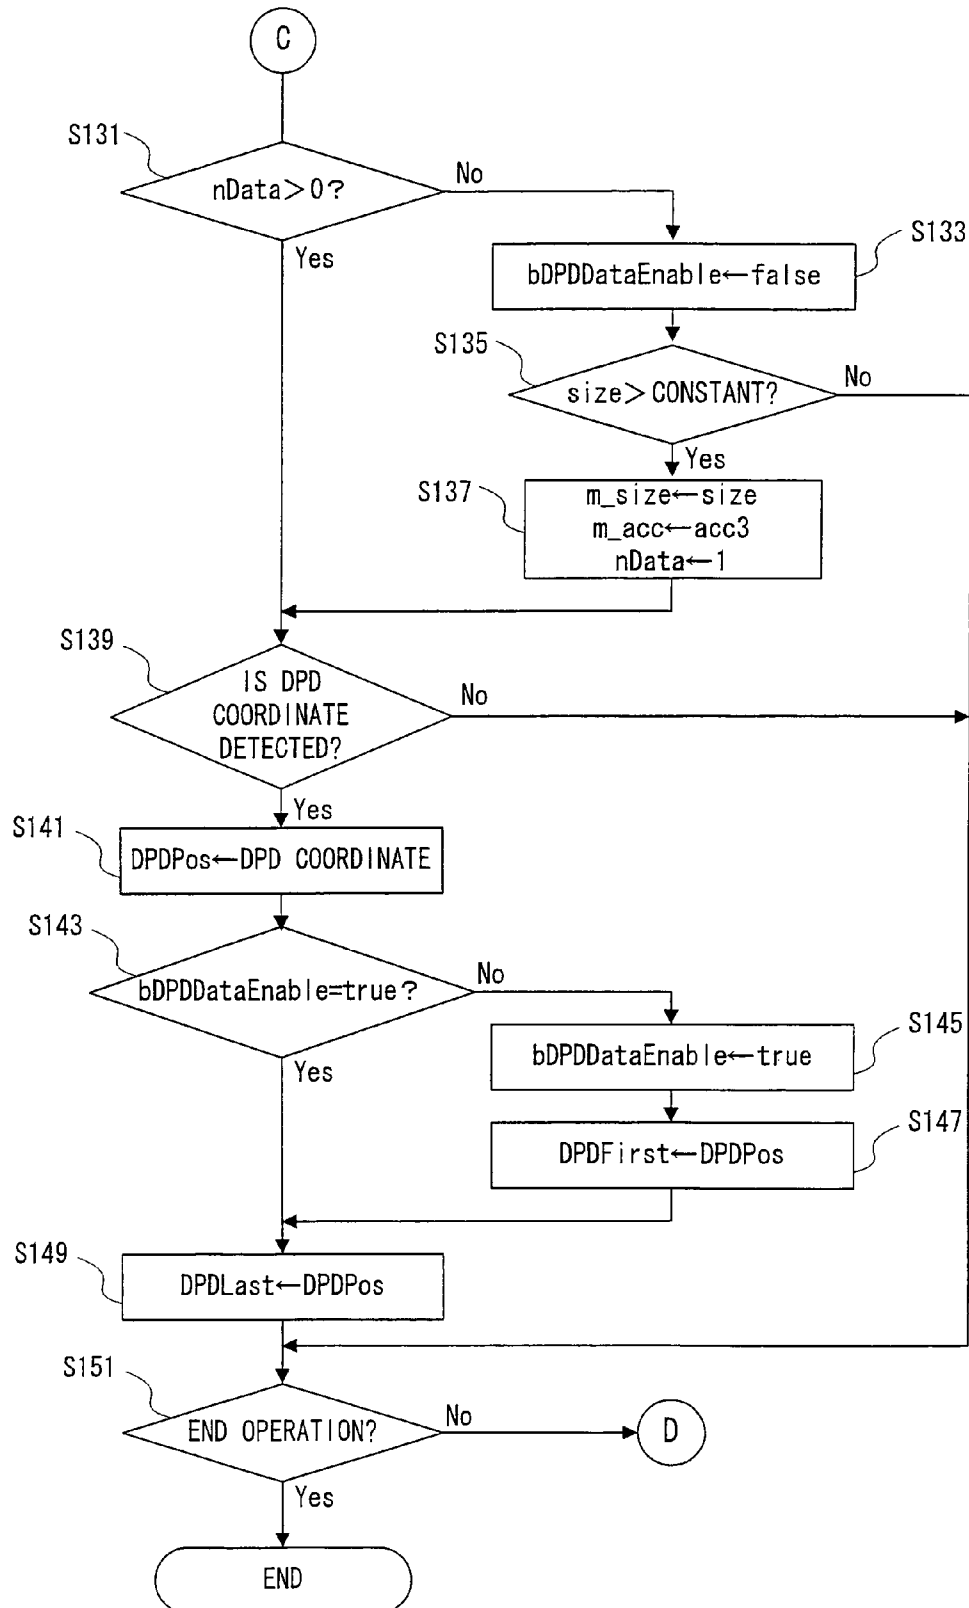 C
S131
nData>0?
No
Yes
S133
bDPDDataEnable←false
S135
size>CONSTANT?
No
Yes
S137
m_size←size
m_acc←acc3
nData←1
S139
IS DPD
COORDINATE
DETECTED?
No
Yes
S141
DPDPos←DPD COORDINATE
S143
bDPDDataEnable=true?
No
Yes
S145
bDPDDataEnable←true
S147
DPDFirst←DPDPos
S149
DPDLast←DPDPos
S151
END OPERATION?
No
D
Yes
END